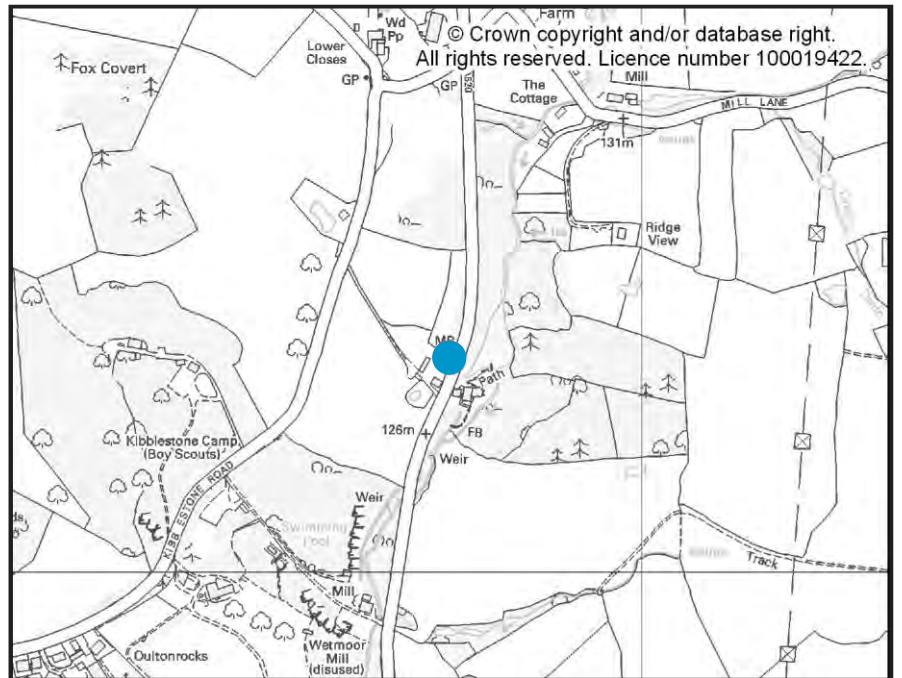 Farm
© Crown copyright and/or database right.
All rights reserved. Licence number 100019422.
Wd
Pp
Lower
Closes
GP
GP
Fox Covert
The
Cottage
Mill
MILL LANE
131m
Ridge
View
Path
126m
FB
Weir
Kibblestone Camp
(Boy Scouts)
KIBBLESTONE ROAD
Weir
Swimming
Pool
Track
Mill
Wetmoor
Mill
(disused)
Oultonrocks